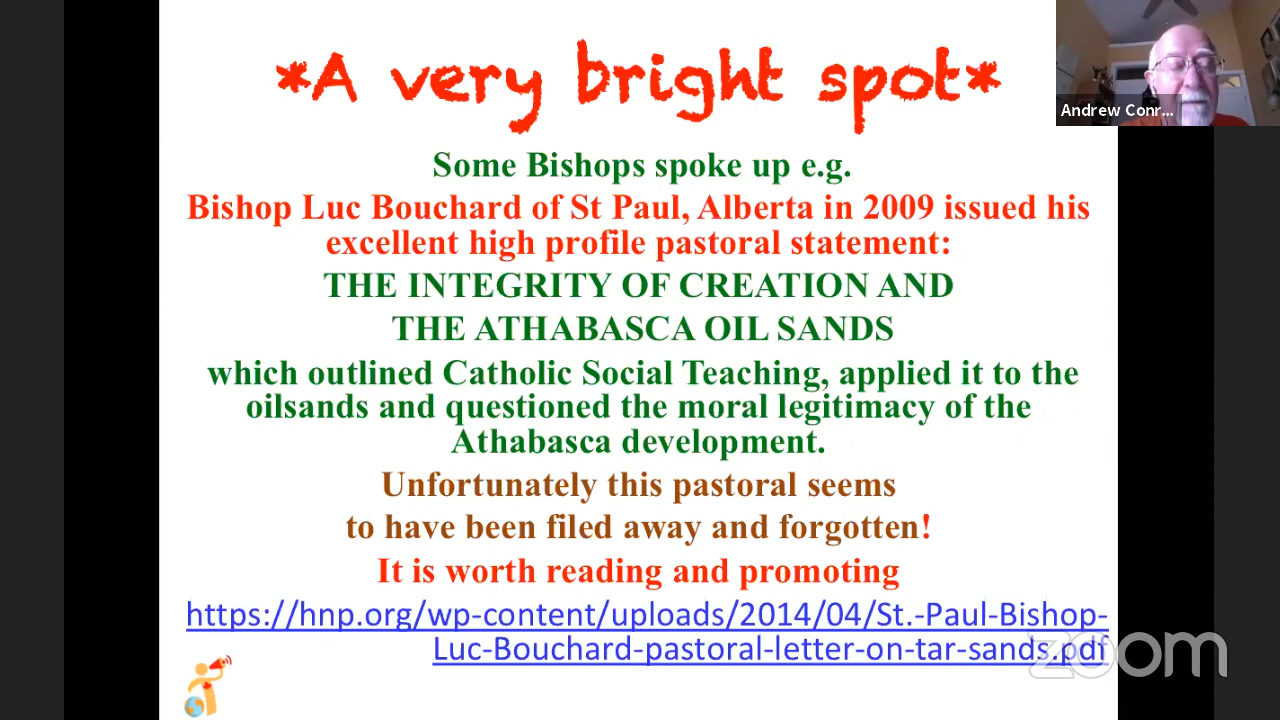 *A very bright spot*
Andrew Conr...
Some Bishops spoke up e.g.
Bishop Luc Bouchard of St Paul, Alberta in 2009 issued his
excellent high profile pastoral statement:
THE INTEGRITY OF CREATION AND
THE ATHABASCA OIL SANDS
which outlined Catholic Social Teaching, applied it to the
oilsands and questioned the moral legitimacy of the
Athabasca development.
Unfortunately this pastoral seems
to have been filed away and forgotten!
It is worth reading and promoting
https://hnp.org/wp-content/uploads/2014/04/St.-Paul-Bishop-
Luc-Bouchard-pastoral-letter-on-tar-sands.pdf
zoom